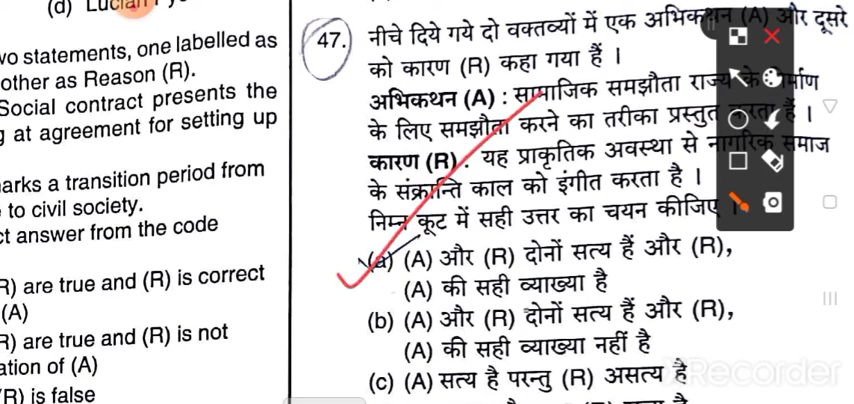 (d) Lucian Pye
wo statements, one labelled as
other as Reason (R).
Social contract presents the
g at agreement for setting up
marks a transition period from
to civil society.
ct answer from the code
R) are true and (R) is correct
(A)
R) are true and (R) is not
ation of (A)
(R) is false
47. नीचे दिये गये दो वक्तव्यों में एक अभिकथन (A) और दूसरे
को कारण (R) कहा गया हैं ।
अभिकथन (A) : सामाजिक समझौता राज्य के निर्माण
के लिए समझौता करने का तरीका प्रस्तुत करता हैं ।
कारण (R) : यह प्राकृतिक अवस्था से नागरिक समाज
के संक्रान्ति काल को इंगीत करता है ।
निम्न कूट में सही उत्तर का चयन कीजिए ।
(a) (A) और (R) दोनों सत्य हैं और (R),
(A) की सही व्याख्या है
(b) (A) और (R) दोनों सत्य हैं और (R),
(A) की सही व्याख्या नहीं है
(c) (A) सत्य है परन्तु (R) असत्य है
XRecorder